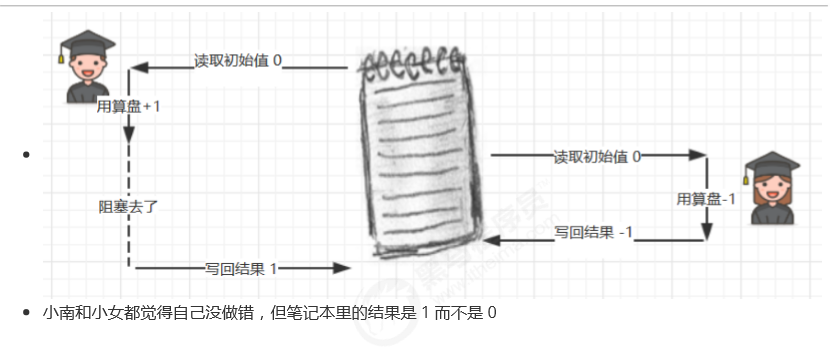 读取初始值 0
用算盘+1
读取初始值 0
阻塞去了
用算盘-1
写回结果 -1
写回结果 1
小南和小女都觉得自己没做错，但笔记本里的结果是 1 而不是 0